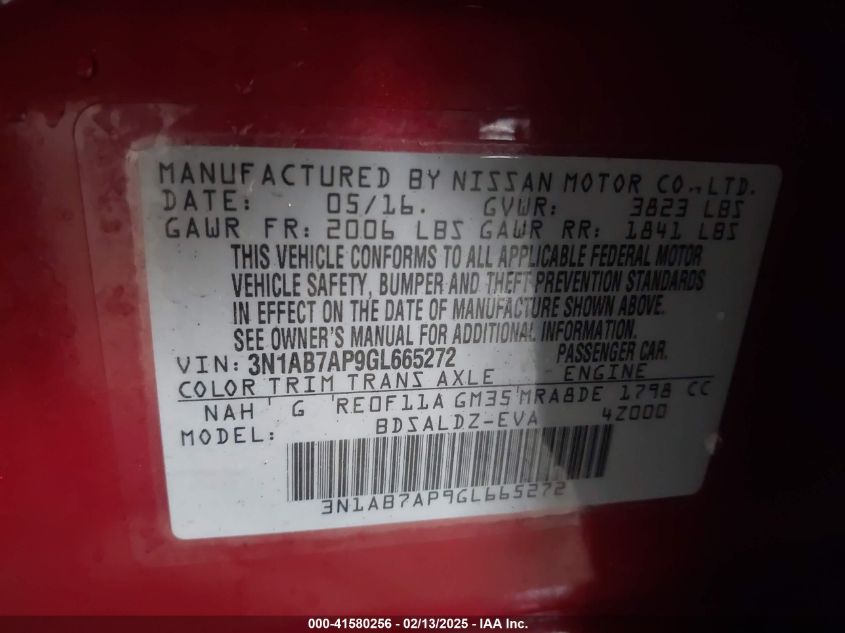 MANUFACTURED BY NISSAN MOTOR CO., LTD.
DATE: 05/16. GVWR: 3823 LBS
GAWR FR: 2006 LBS GAWR RR: 1841 LBS
THIS VEHICLE CONFORMS TO ALL APPLICABLE FEDERAL MOTOR
VEHICLE SAFETY, BUMPER AND THEFT PREVENTION STANDARDS
IN EFFECT ON THE DATE OF MANUFACTURE SHOWN ABOVE.
SEE OWNER'S MANUAL FOR ADDITIONAL INFORMATION.
VIN: 3N1AB7AP9GL665272 PASSENGER CAR.
COLOR TRIM TRANS AXLE ENGINE
NAH G RE0F11A GM35 MRA8DE 1798 CC
MODEL: BDSALDZ-EVA 4Z000
3N1AB7AP9GL665272
000-41580256 - 02/13/2025 - IAA Inc.